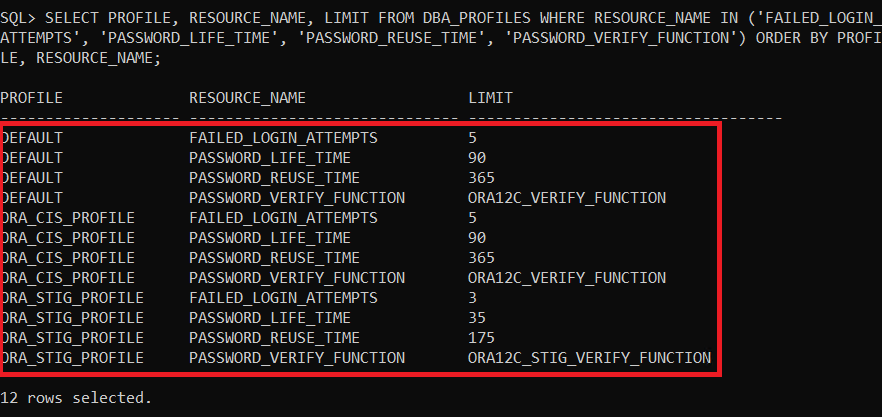 SQL> SELECT PROFILE, RESOURCE_NAME, LIMIT FROM DBA_PROFILES WHERE RESOURCE_NAME IN ('FAILED_LOGIN_
ATTEMPTS', 'PASSWORD_LIFE_TIME', 'PASSWORD_REUSE_TIME', 'PASSWORD_VERIFY_FUNCTION') ORDER BY PROFI
LE, RESOURCE_NAME;
PROFILE RESOURCE_NAME LIMIT
-------------------- ------------------------------ -----------------------------------
DEFAULT FAILED_LOGIN_ATTEMPTS 5
DEFAULT PASSWORD_LIFE_TIME 90
DEFAULT PASSWORD_REUSE_TIME 365
DEFAULT PASSWORD_VERIFY_FUNCTION ORA12C_VERIFY_FUNCTION
ORA_CIS_PROFILE FAILED_LOGIN_ATTEMPTS 5
ORA_CIS_PROFILE PASSWORD_LIFE_TIME 90
ORA_CIS_PROFILE PASSWORD_REUSE_TIME 365
ORA_CIS_PROFILE PASSWORD_VERIFY_FUNCTION ORA12C_VERIFY_FUNCTION
ORA_STIG_PROFILE FAILED_LOGIN_ATTEMPTS 3
ORA_STIG_PROFILE PASSWORD_LIFE_TIME 35
ORA_STIG_PROFILE PASSWORD_REUSE_TIME 175
ORA_STIG_PROFILE PASSWORD_VERIFY_FUNCTION ORA12C_STIG_VERIFY_FUNCTION
12 rows selected.